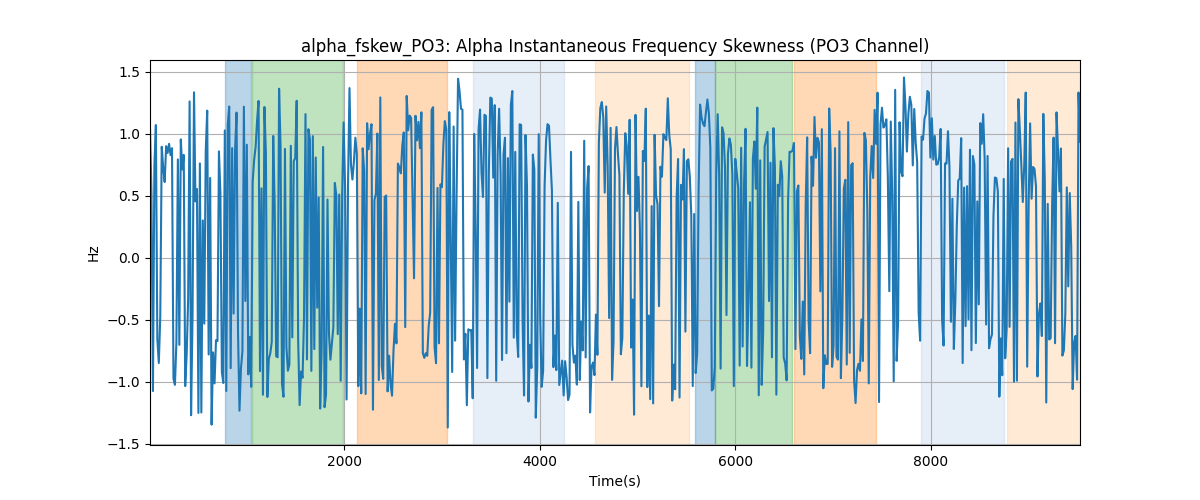 alpha_fskew_PO3: Alpha Instantaneous Frequency Skewness (PO3 Channel)
1.5
1.0
0.5
0.0
−0.5
−1.0
−1.5
Hz
2000 4000 6000 8000
Time(s)